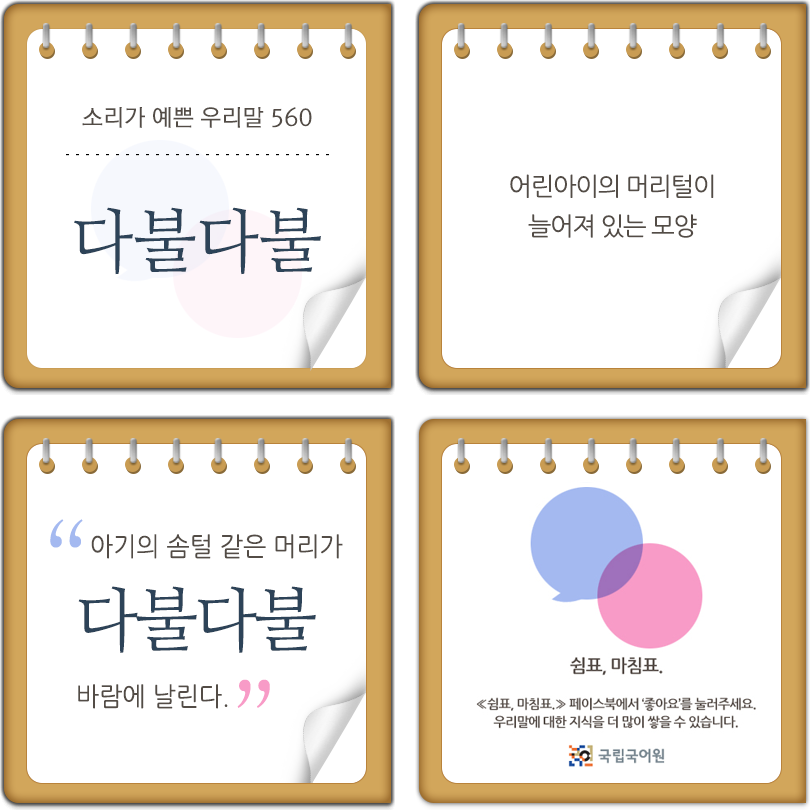 소리가 예쁜 우리말 560
다불다불
어린아이의 머리털이
늘어져 있는 모양
“ 아기의 솜털 같은 머리가
다불다불
바람에 날린다. ”
쉼표, 마침표.
≪쉼표, 마침표.≫ 페이스북에서 '좋아요'를 눌러주세요.
우리말에 대한 지식을 더 많이 쌓을 수 있습니다.
국립국어원